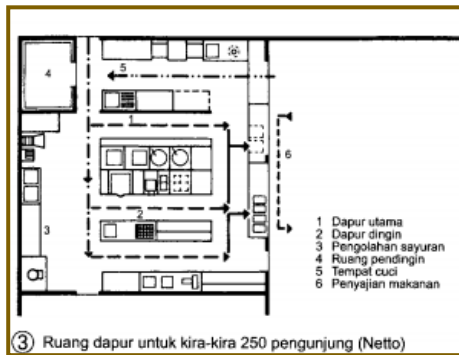 4
5
1
2
3
6
1 Dapur utama
2 Dapur dingin
3 Pengolahan sayuran
4 Ruang pendingin
5 Tempat cuci
6 Penyajian makanan
3 Ruang dapur untuk kira-kira 250 pengunjung (Netto)